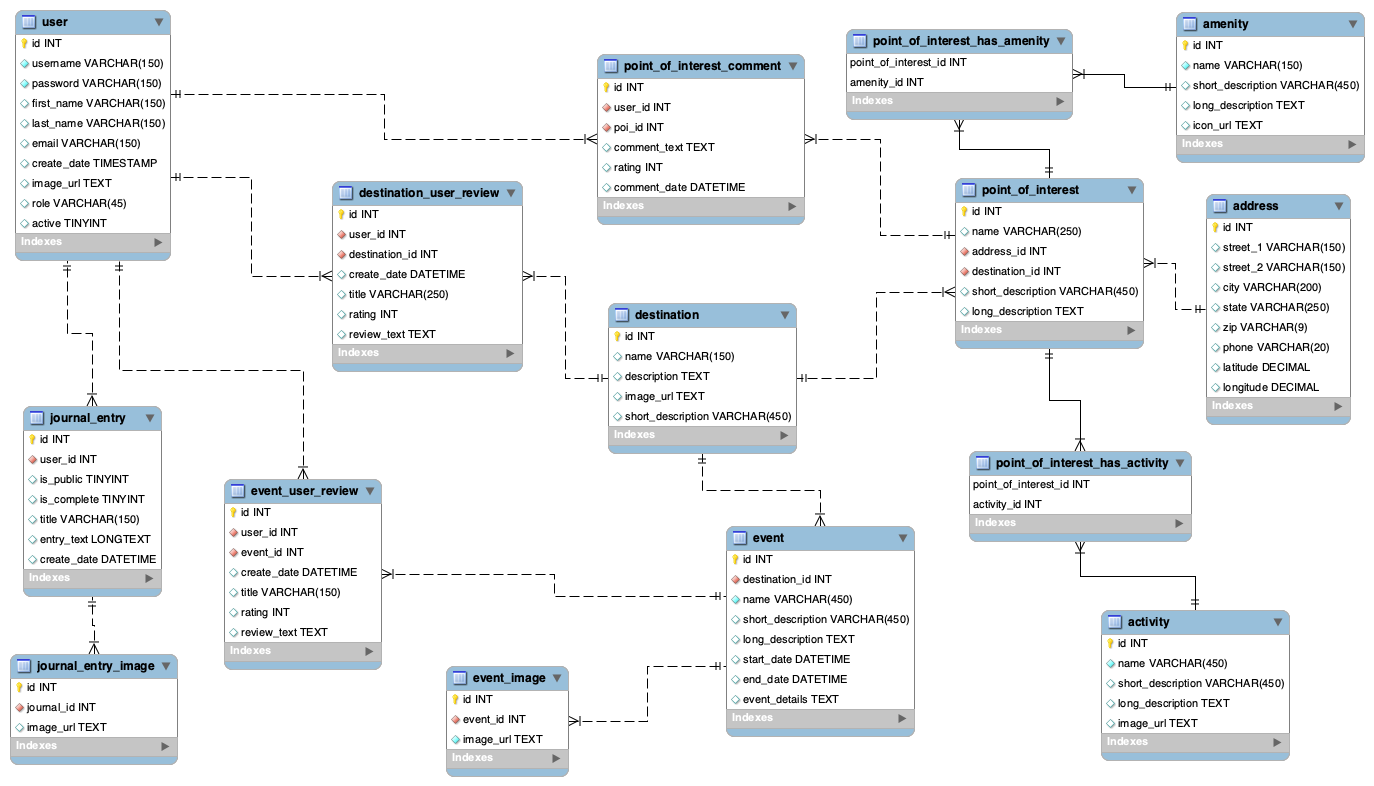 user
id INT
username VARCHAR(150)
password VARCHAR(150)
first_name VARCHAR(150)
last_name VARCHAR(150)
email VARCHAR(150)
create_date TIMESTAMP
image_url TEXT
role VARCHAR(45)
active TINYINT
Indexes
destination_user_review
id INT
user_id INT
destination_id INT
create_date DATETIME
title VARCHAR(250)
rating INT
review_text TEXT
Indexes
point_of_interest_comment
id INT
user_id INT
poi_id INT
comment_text TEXT
rating INT
comment_date DATETIME
Indexes
point_of_interest_has_amenity
point_of_interest_id INT
amenity_id INT
Indexes
amenity
id INT
name VARCHAR(150)
short_description VARCHAR(450)
long_description TEXT
icon_url TEXT
Indexes
point_of_interest
id INT
name VARCHAR(250)
address_id INT
destination_id INT
short_description VARCHAR(450)
long_description TEXT
Indexes
address
id INT
street_1 VARCHAR(150)
street_2 VARCHAR(150)
city VARCHAR(200)
state VARCHAR(250)
zip VARCHAR(9)
phone VARCHAR(20)
latitude DECIMAL
longitude DECIMAL
Indexes
destination
id INT
name VARCHAR(150)
description TEXT
image_url TEXT
short_description VARCHAR(450)
Indexes
journal_entry
id INT
user_id INT
is_public TINYINT
is_complete TINYINT
title VARCHAR(150)
entry_text LONGTEXT
create_date DATETIME
Indexes
event_user_review
id INT
user_id INT
event_id INT
create_date DATETIME
title VARCHAR(150)
rating INT
review_text TEXT
Indexes
event
id INT
destination_id INT
name VARCHAR(450)
short_description VARCHAR(450)
long_description TEXT
start_date DATETIME
end_date DATETIME
event_details TEXT
Indexes
point_of_interest_has_activity
point_of_interest_id INT
activity_id INT
Indexes
journal_entry_image
id INT
journal_id INT
image_url TEXT
Indexes
event_image
id INT
event_id INT
image_url TEXT
Indexes
activity
id INT
name VARCHAR(450)
short_description VARCHAR(450)
long_description TEXT
image_url TEXT
Indexes